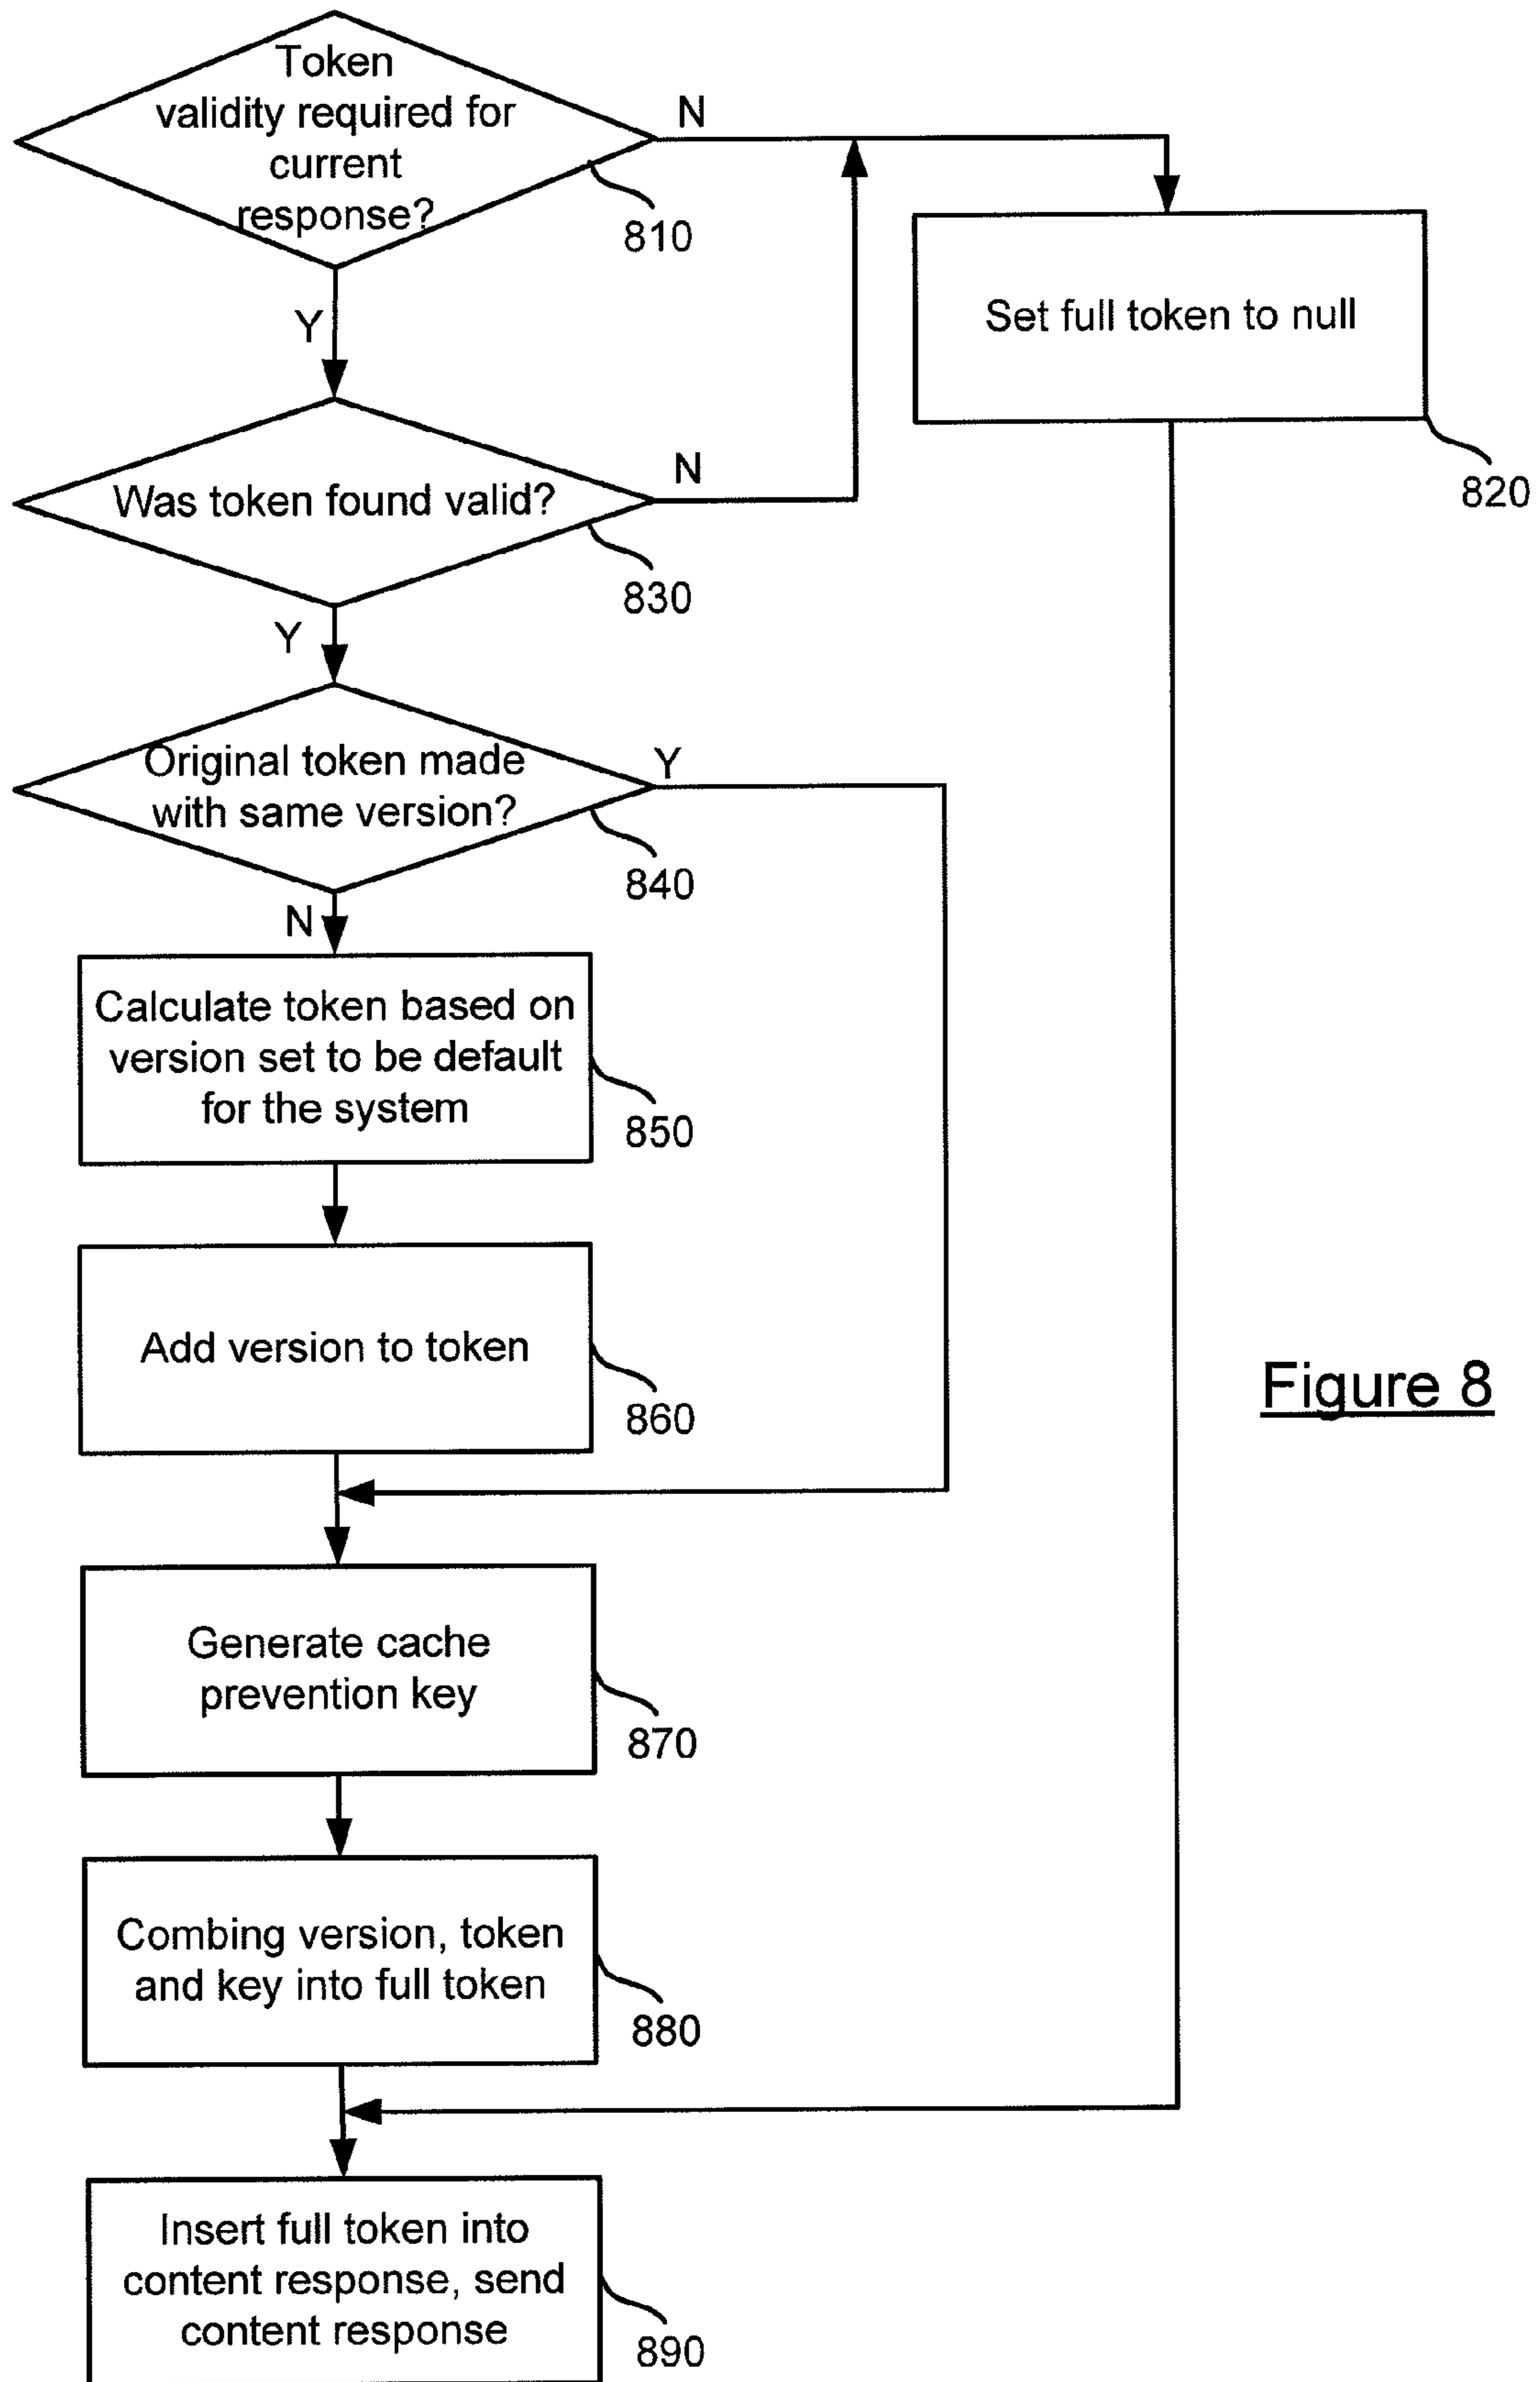 Token
validity required for
current
response?
N
810
Set full token to null
820
Y
Was token found valid?
N
830
Y
Original token made
with same version?
Y
840
N
Calculate token based on
version set to be default
for the system
850
Add version to token
860
Figure 8
Generate cache
prevention key
870
Combing version, token
and key into full token
880
Insert full token into
content response, send
content response
890